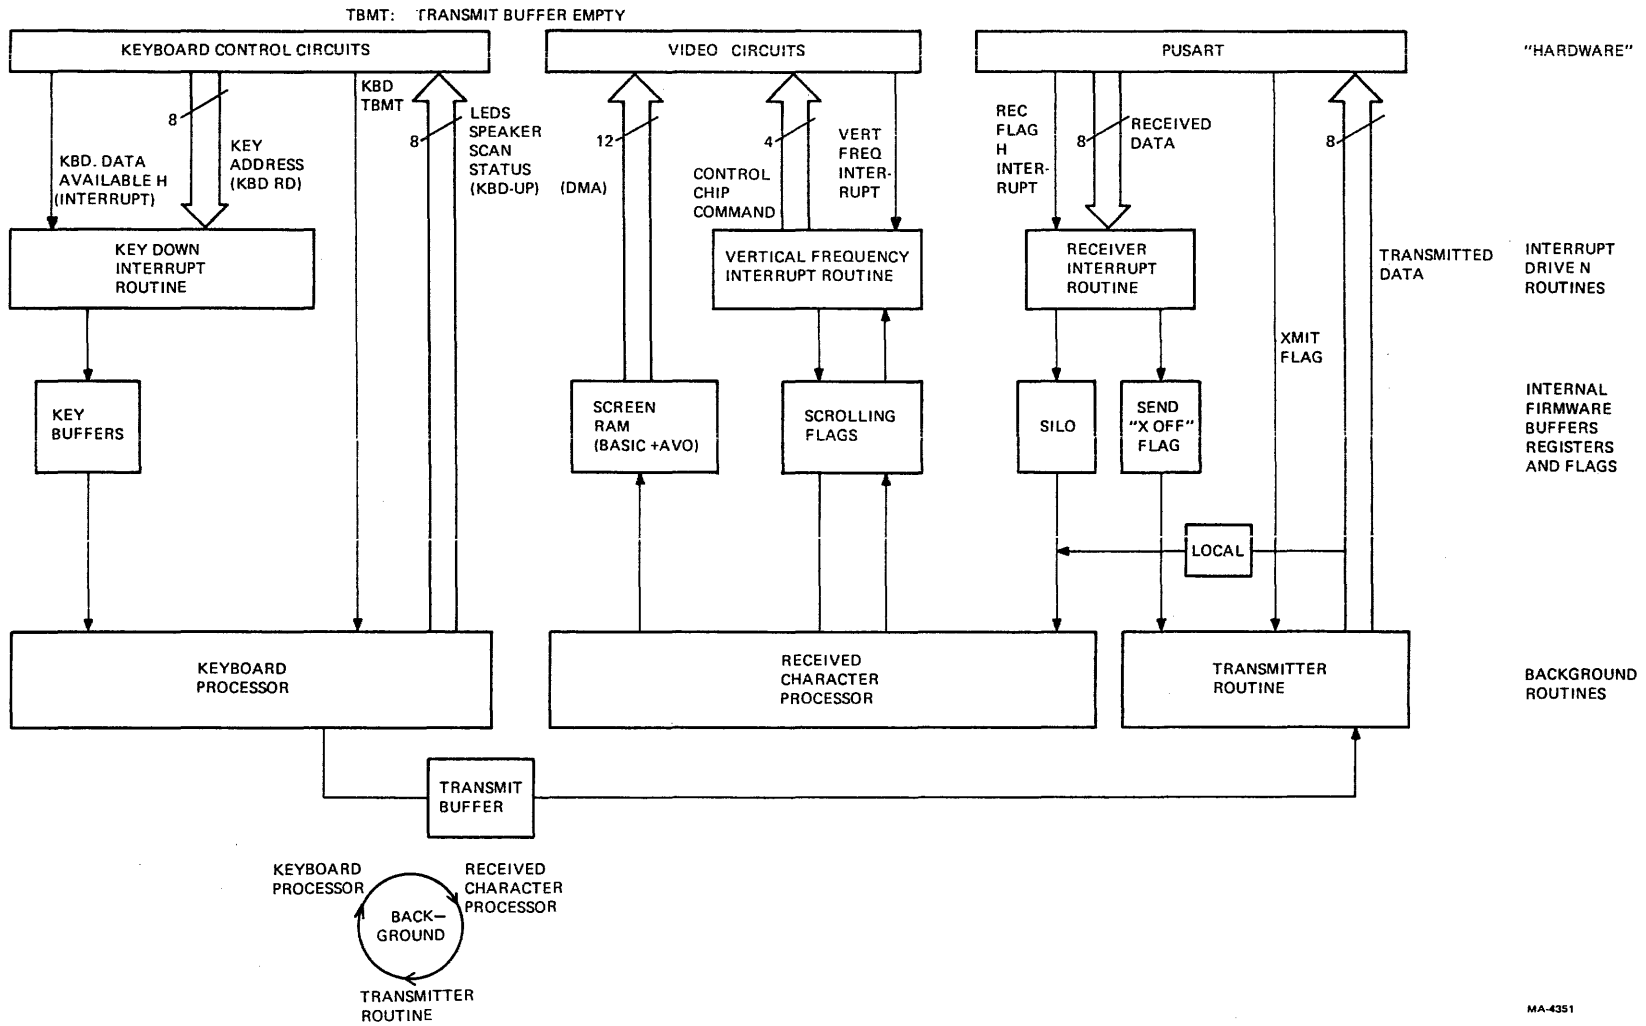 TBMT: TRANSMIT BUFFER EMPTY
KEYBOARD CONTROL CIRCUITS
VIDEO CIRCUITS
PUSART
"HARDWARE"
KBD. DATA
AVAILABLE H
(INTERRUPT)
8
KEY
ADDRESS
(KBD RD)
KBD
TBMT
8
LEDS
SPEAKER
SCAN
STATUS
(KBD-UP)
(DMA)
12
CONTROL
CHIP
COMMAND
4
VERT
FREQ
INTER-
RUPT
REC
FLAG
H
INTER-
RUPT
8
RECEIVED
DATA
8
TRANSMITTED
DATA
KEY DOWN
INTERRUPT
ROUTINE
VERTICAL FREQUENCY
INTERRUPT ROUTINE
RECEIVER
INTERRUPT
ROUTINE
INTERRUPT
DRIVE N
ROUTINES
XMIT
FLAG
KEY
BUFFERS
SCREEN
RAM
(BASIC +AVO)
SCROLLING
FLAGS
SILO
SEND
"X OFF"
FLAG
INTERNAL
FIRMWARE
BUFFERS
REGISTERS
AND FLAGS
LOCAL
KEYBOARD
PROCESSOR
RECEIVED
CHARACTER
PROCESSOR
TRANSMITTER
ROUTINE
BACKGROUND
ROUTINES
TRANSMIT
BUFFER
KEYBOARD
PROCESSOR
RECEIVED
CHARACTER
PROCESSOR
BACK—
GROUND
TRANSMITTER
ROUTINE
MA-4351